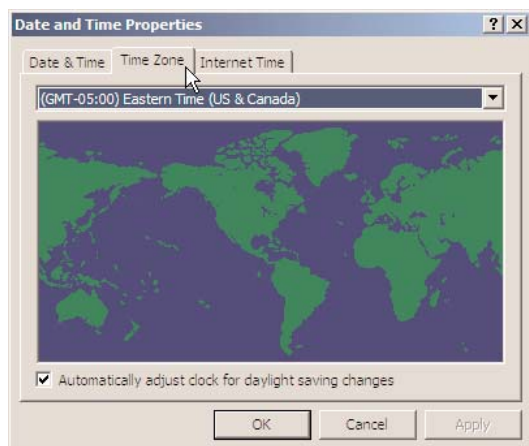 Date and Time Properties
Date & Time Time Zone Internet Time
(GMT-05:00) Eastern Time (US & Canada)
Automatically adjust clock for daylight saving changes
OK Cancel Apply